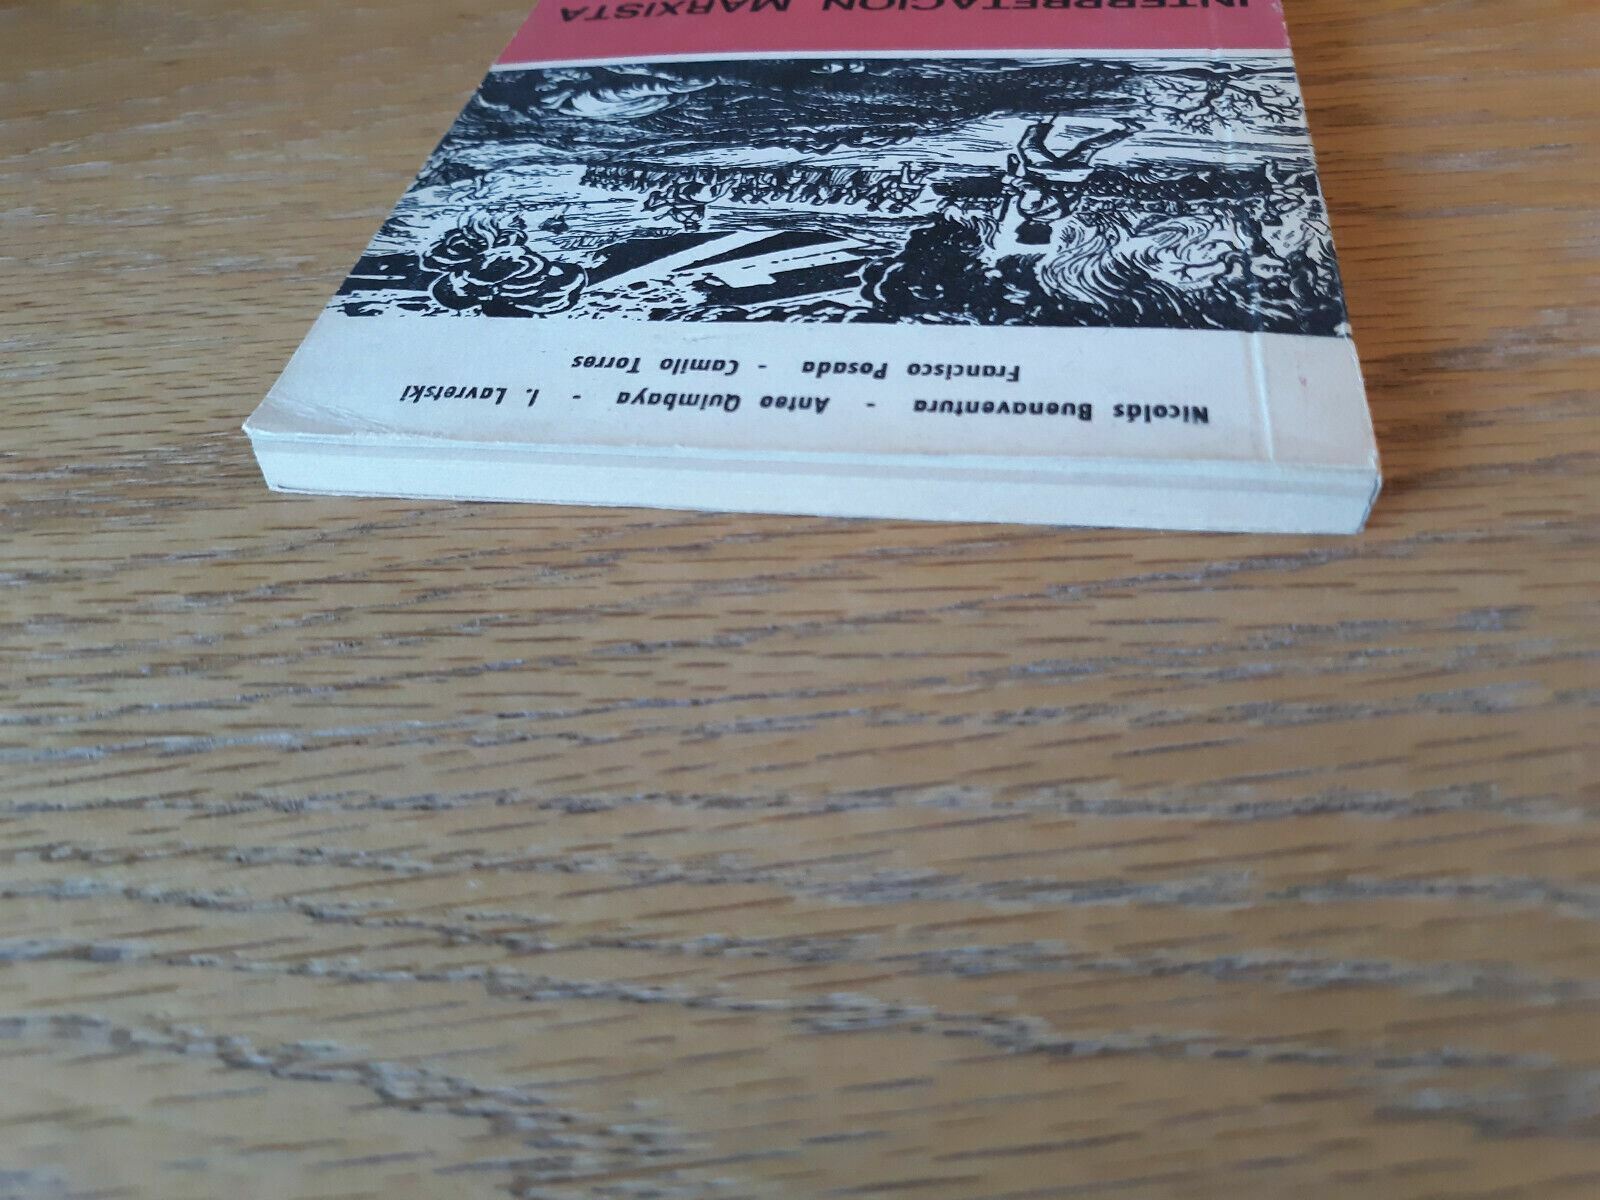 Nicolás Buenaventura - Anteo Quimbaya - I. Lavretski
Francisco Posada - Camilo Torres
INTERPRETACION MARXISTA